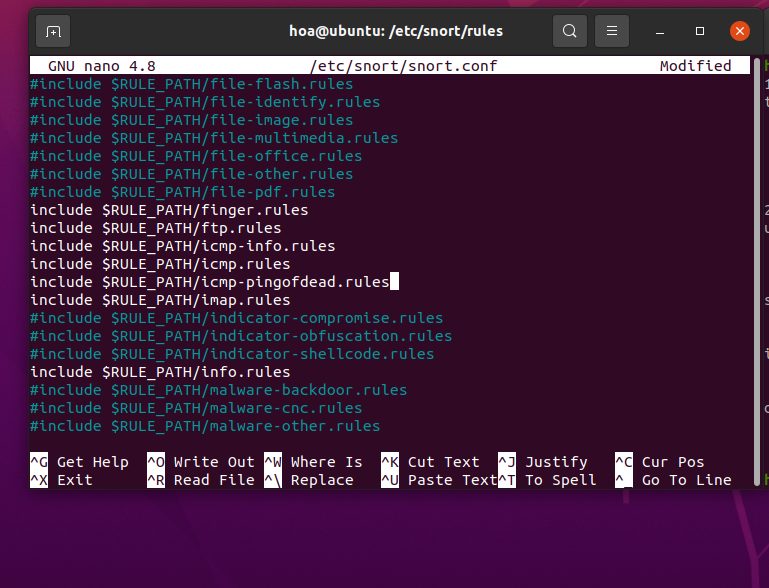 hoa@ubuntu: /etc/snort/rules
GNU nano 4.8 /etc/snort/snort.conf Modified
#include $RULE_PATH/file-flash.rules
#include $RULE_PATH/file-identify.rules
#include $RULE_PATH/file-image.rules
#include $RULE_PATH/file-multimedia.rules
#include $RULE_PATH/file-office.rules
#include $RULE_PATH/file-other.rules
#include $RULE_PATH/file-pdf.rules
include $RULE_PATH/finger.rules
include $RULE_PATH/ftp.rules
include $RULE_PATH/icmp-info.rules
include $RULE_PATH/icmp.rules
include $RULE_PATH/icmp-pingofdead.rules
include $RULE_PATH/imap.rules
#include $RULE_PATH/indicator-compromise.rules
#include $RULE_PATH/indicator-obfuscation.rules
#include $RULE_PATH/indicator-shellcode.rules
include $RULE_PATH/info.rules
#include $RULE_PATH/malware-backdoor.rules
#include $RULE_PATH/malware-cnc.rules
#include $RULE_PATH/malware-other.rules
^G Get Help ^O Write Out ^W Where Is ^K Cut Text ^J Justify ^C Cur Pos
^X Exit ^R Read File ^\ Replace ^U Paste Text ^T To Spell ^_ Go To Line